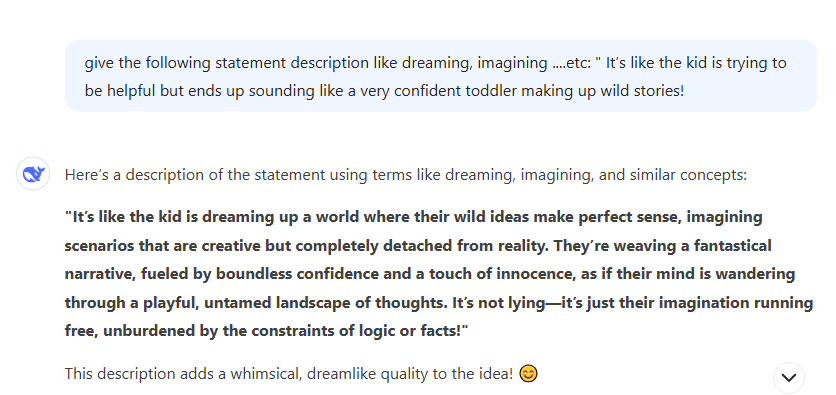 give the following statement description like dreaming, imagining ....etc: " It's like the kid is trying to
be helpful but ends up sounding like a very confident toddler making up wild stories!
Here's a description of the statement using terms like dreaming, imagining, and similar concepts:
"It's like the kid is dreaming up a world where their wild ideas make perfect sense, imagining
scenarios that are creative but completely detached from reality. They're weaving a fantastical
narrative, fueled by boundless confidence and a touch of innocence, as if their mind is wandering
through a playful, untamed landscape of thoughts. It's not lying—it's just their imagination running
free, unburdened by the constraints of logic or facts!"
This description adds a whimsical, dreamlike quality to the idea! 😊